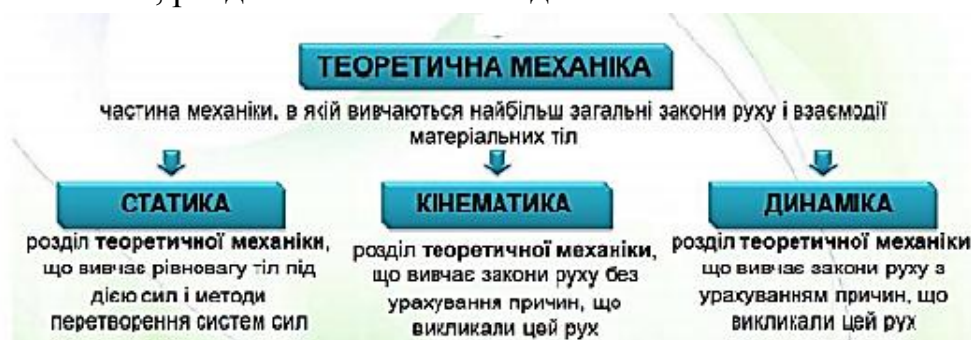 ТЕОРЕТИЧНА МЕХАНІКА
частина механіки, в якій вивчаються найбільш загальні закони руху і взаємодії
матеріальних тіл
СТАТИКА
розділ теоретичної механіки,
що вивчає рівновагу тіл під
дією сил і методи
перетворення систем сил
КІНЕМАТИКА
розділ теоретичної механіки,
що вивчає закони руху без
урахування причин, що
викликали цей рух
ДИНАМІКА
розділ теоретичної механіки
що вивчає закони руху з
урахуванням причин, що
викликали цей рух